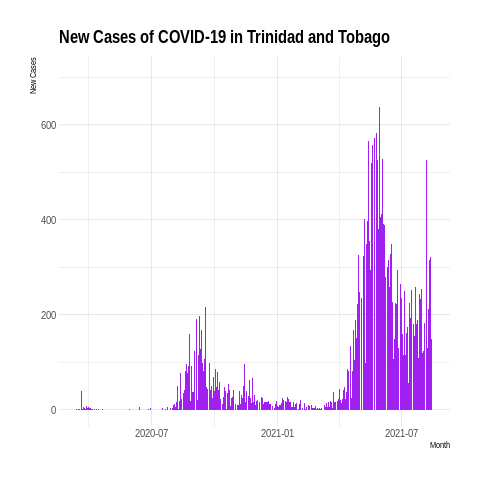 New Cases of COVID-19 in Trinidad and Tobago
New Cases
600
400
200
0
2020-07
2021-01
2021-07
Month